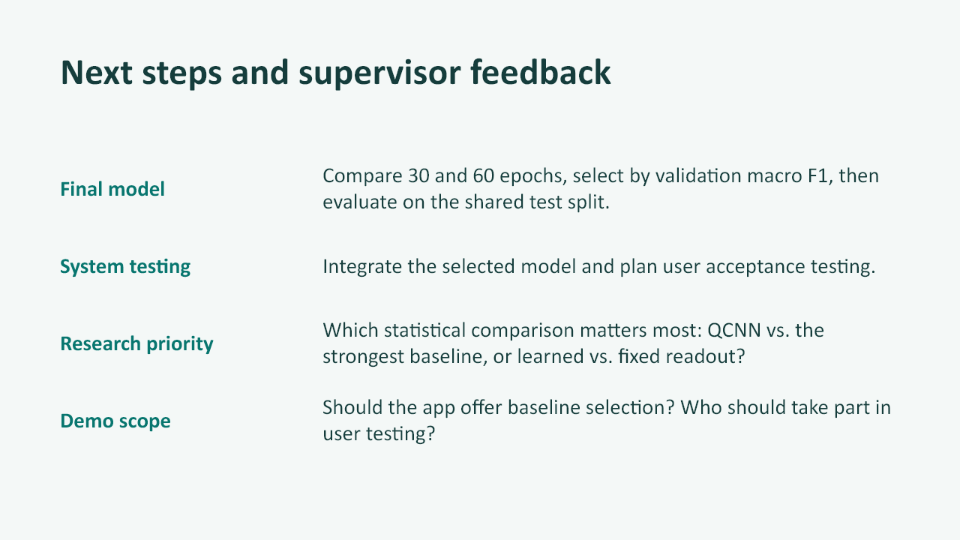 Next steps and supervisor feedback
Final model
Compare 30 and 60 epochs, select by validation macro F1, then
evaluate on the shared test split.
System testing
Integrate the selected model and plan user acceptance testing.
Research priority
Which statistical comparison matters most: QCNN vs. the
strongest baseline, or learned vs. fixed readout?
Demo scope
Should the app offer baseline selection? Who should take part in
user testing?